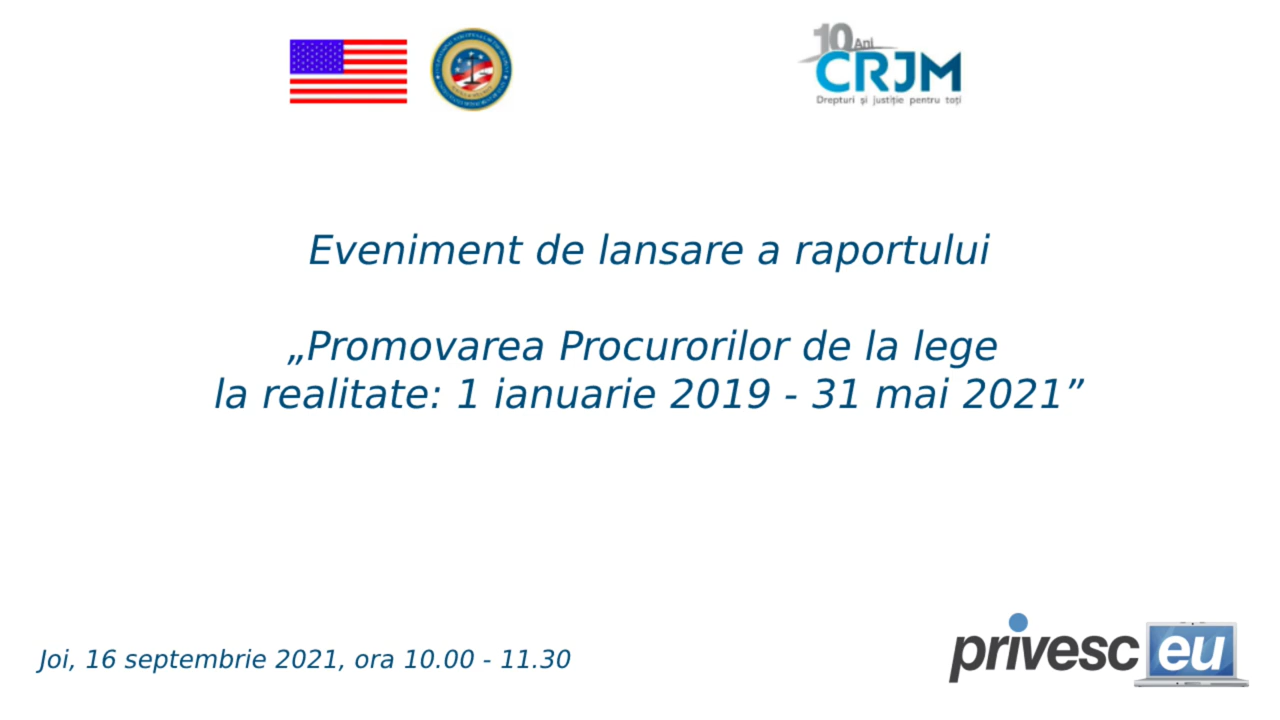 10 Ani
CRJM
Drepturi și justiție pentru toți
Eveniment de lansare a raportului
„Promovarea Procurorilor de la lege
la realitate: 1 ianuarie 2019 - 31 mai 2021”
Joi, 16 septembrie 2021, ora 10.00 - 11.30
privesc eu